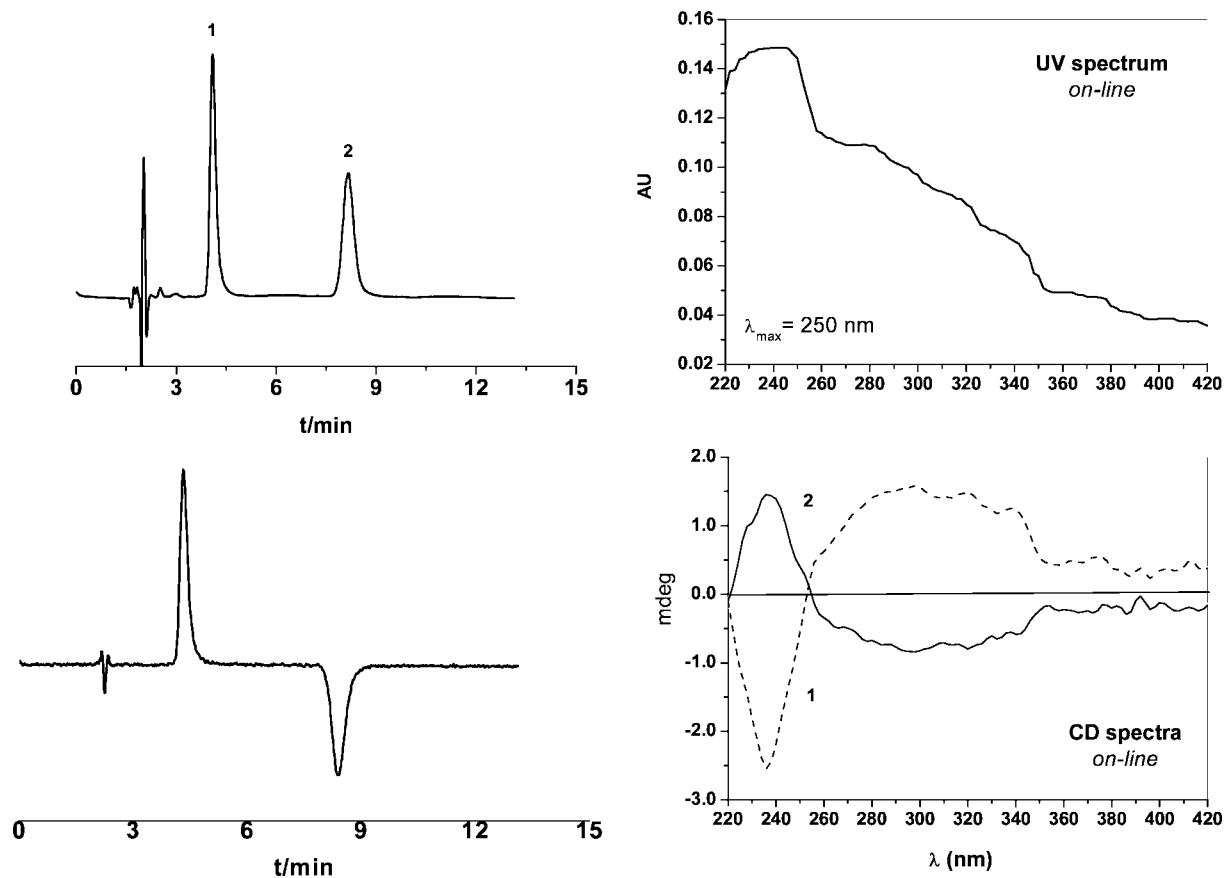 1
2
0 3 6 9 12 15
t/min
0.16
0.14
0.12
0.10
0.08
0.06
0.04
0.02
AU
UV spectrum
on-line
λmax= 250 nm
220 240 260 280 300 320 340 360 380 400 420
0 3 6 9 12 15
t/min
2.0
1.0
0.0
-1.0
-2.0
-3.0
mdeg
2
1
CD spectra
on-line
220 240 260 280 300 320 340 360 380 400 420
λ (nm)